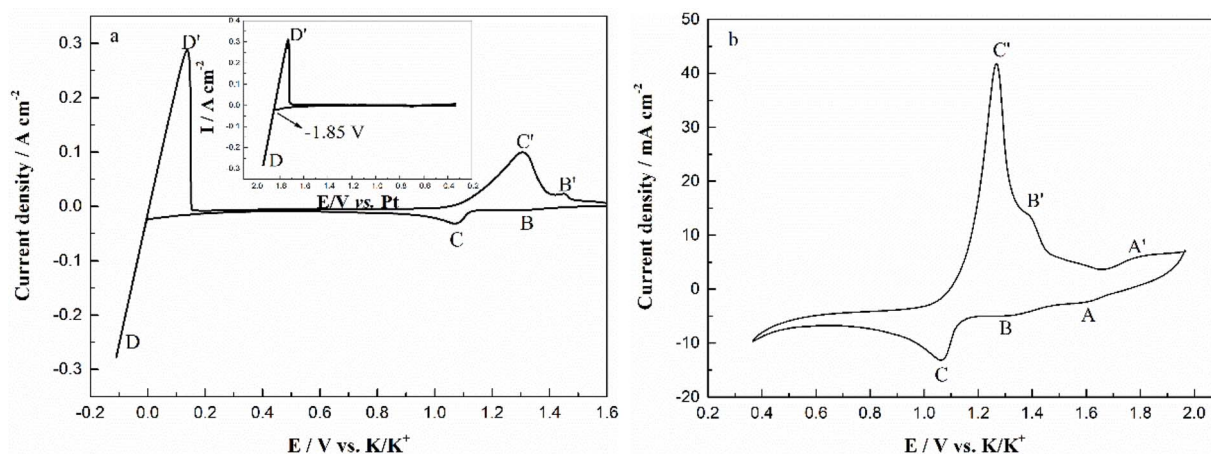 a
D'
0.3
0.2
0.1
0.0
-0.1
-0.2
-0.3
Current density / A cm-2
-0.2 0.0 0.2 0.4 0.6 0.8 1.0 1.2 1.4 1.6
E / V vs. K/K+
D
C
B
C'
B'
0.4
0.3
0.2
0.1
0.0
0.1
0.2
0.3
I / A cm-2
D'
-1.85 V
D
2.0 1.8 1.6 1.4 1.2 1.0 0.8 0.6 0.4 0.2
E/V vs. Pt
b
50
40
30
20
10
0
-10
-20
Current density / mA cm-2
C'
B'
A'
A
B
C
0.2 0.4 0.6 0.8 1.0 1.2 1.4 1.6 1.8 2.0
E / V vs. K/K+